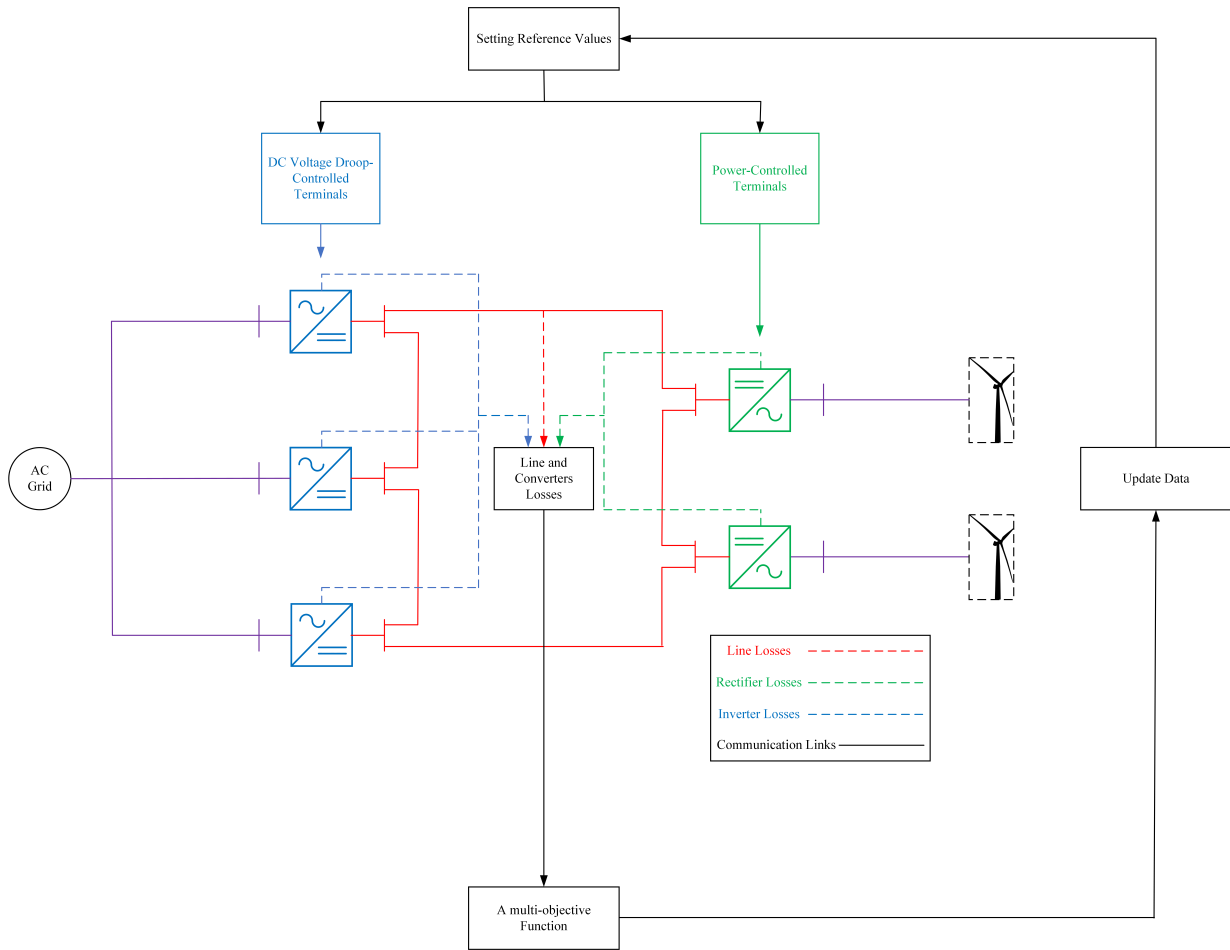 Setting Reference Values
DC Voltage Droop-
Controlled
Terminals
Power-Controlled
Terminals
AC
Grid
Line and
Converters
Losses
Update Data
Line Losses
Rectifier Losses
Inverter Losses
Communication Links
A multi-objective
Function